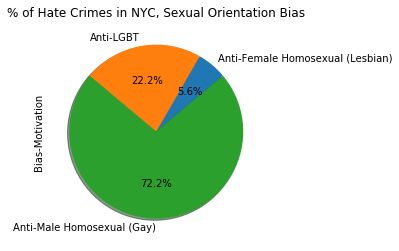 % of Hate Crimes in NYC, Sexual Orientation Bias
Anti-LGBT
Anti-Female Homosexual (Lesbian)
22.2%
5.6%
Bias-Motivation
72.2%
Anti-Male Homosexual (Gay)